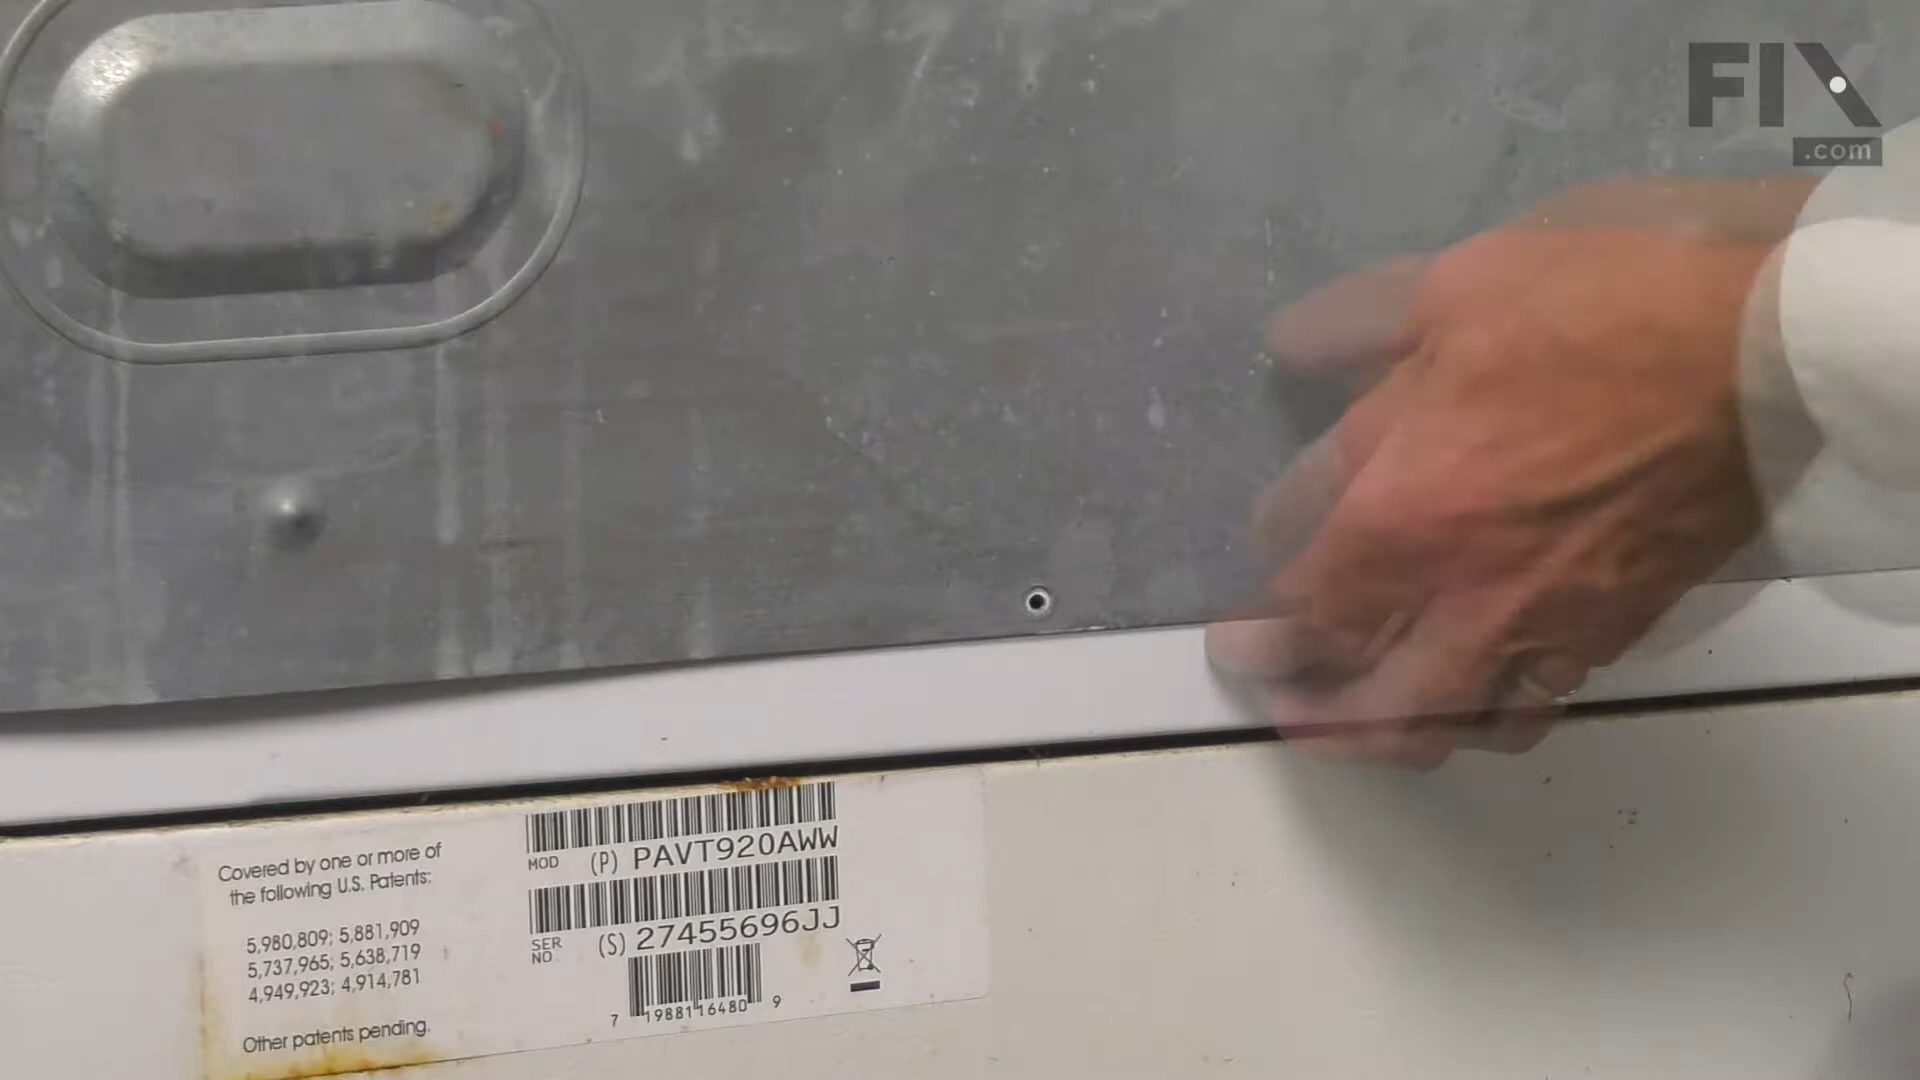 FIX
.com
Covered by one or more of
the following U.S. Patents:
5,980,809; 5,881,909
5,737,965; 5,638,719
4,949,923; 4,914,781
Other patents pending.
MOD (P) PAVT920AWW
SER
NO. (S) 27455696JJ
7 19881 16480 9